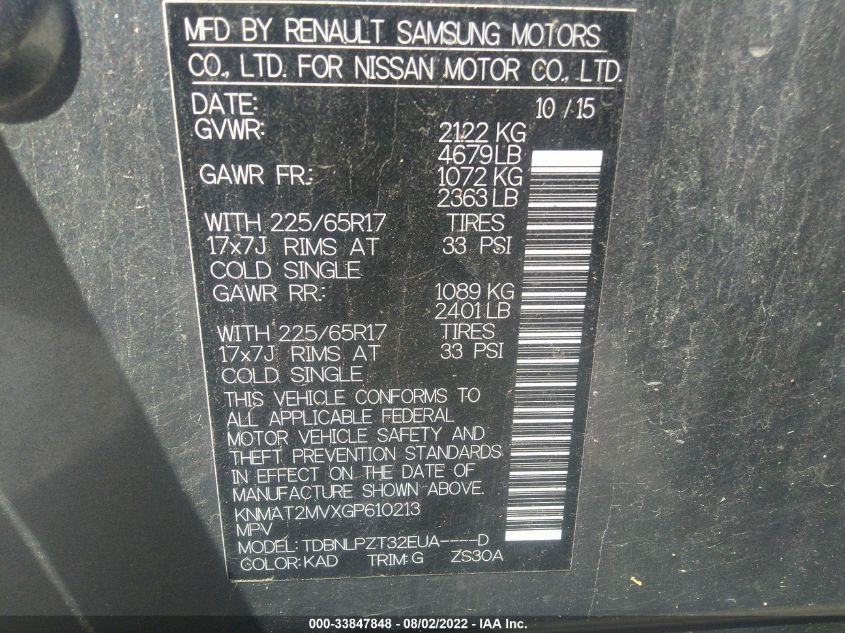 MFD BY RENAULT SAMSUNG MOTORS
CO., LTD. FOR NISSAN MOTOR CO., LTD.
DATE: 10 / 15
GVWR: 2122 KG
4679 LB
GAWR FR.: 1072 KG
2363 LB
WITH 225/65R17 TIRES
17x7J RIMS AT 33 PSI
COLD SINGLE
GAWR RR.: 1089 KG
2401 LB
WITH 225/65R17 TIRES
17x7J RIMS AT 33 PSI
COLD SINGLE
THIS VEHICLE CONFORMS TO
ALL APPLICABLE FEDERAL
MOTOR VEHICLE SAFETY AND
THEFT PREVENTION STANDARDS
IN EFFECT ON THE DATE OF
MANUFACTURE SHOWN ABOVE.
KNMAT2MVXGP610213
MPV
MODEL: TDBNLPZT32EUA----D
COLOR: KAD TRIM: G ZS30A
000-33847848 - 08/02/2022 - IAA Inc.